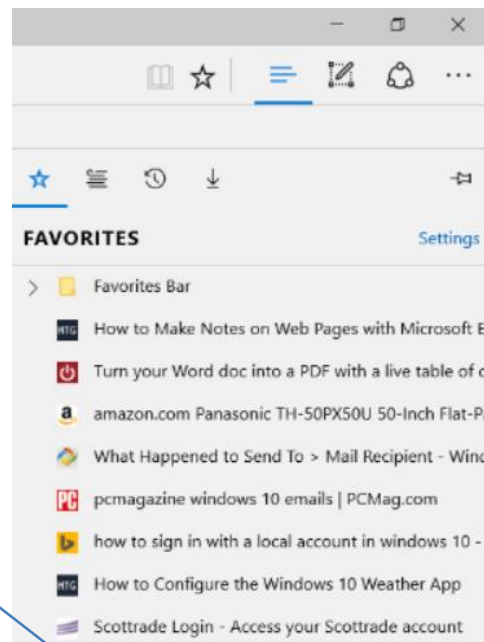 FAVORITES Settings
Favorites Bar
HTG How to Make Notes on Web Pages with Microsoft E
Turn your Word doc into a PDF with a live table of
a amazon.com Panasonic TH-50PX50U 50-Inch Flat-P
What Happened to Send To > Mail Recipient - Wind
PC pcmagazine windows 10 emails | PCMag.com
how to sign in with a local account in windows 10 -
HTG How to Configure the Windows 10 Weather App
Scottrade Login - Access your Scottrade account